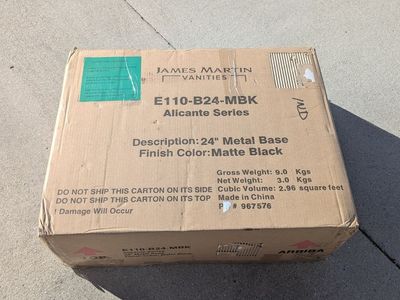 JAMES MARTIN
VANITIES
E110-B24-MBK
Alicante Series
Description: 24" Metal Base
Finish Color: Matte Black
Gross Weight: 9.0 Kgs
Net Weight: 3.0 Kgs
Cubic Volume: 2.96 square feet
Made in China
PO# 967576
DO NOT SHIP THIS CARTON ON ITS SIDE
DO NOT SHIP THIS CARTON ON ITS TOP
! Damage Will Occur
E110-B24-MBK
TOP
ARRIBA